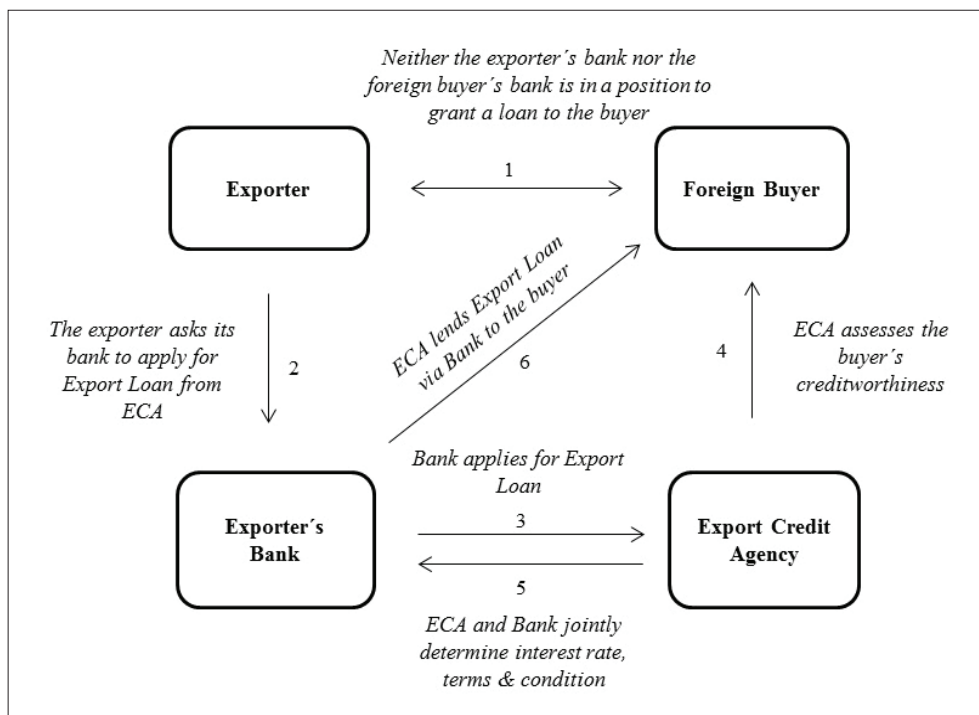 Neither the exporter´s bank nor the
foreign buyer´s bank is in a position to
grant a loan to the buyer
Exporter
1
Foreign Buyer
The exporter asks its
bank to apply for
Export Loan from
ECA
2
ECA lends Export Loan
via Bank to the buyer
6
4
ECA assesses the
buyer´s
creditworthiness
Bank applies for Export
Loan
Exporter´s
Bank
3
5
Export Credit
Agency
ECA and Bank jointly
determine interest rate,
terms & condition